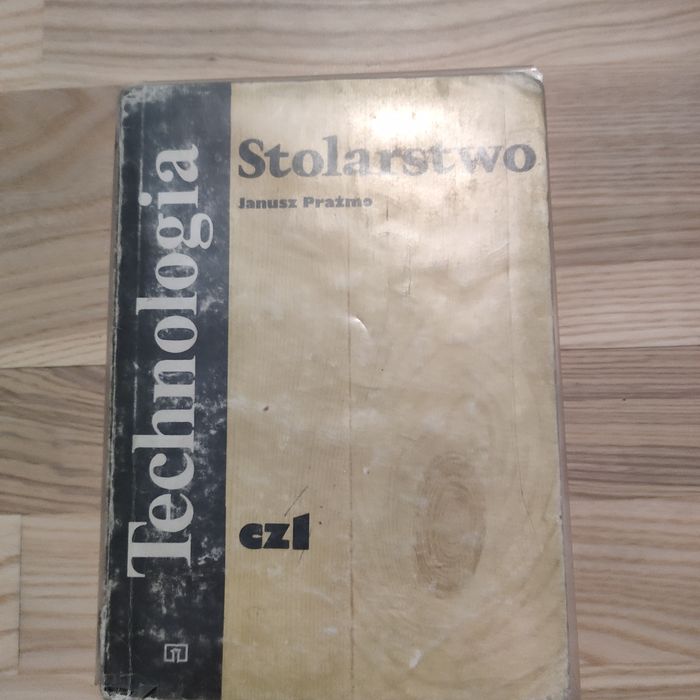 Technologia
Stolarstwo
Janusz Prażmo
cz1